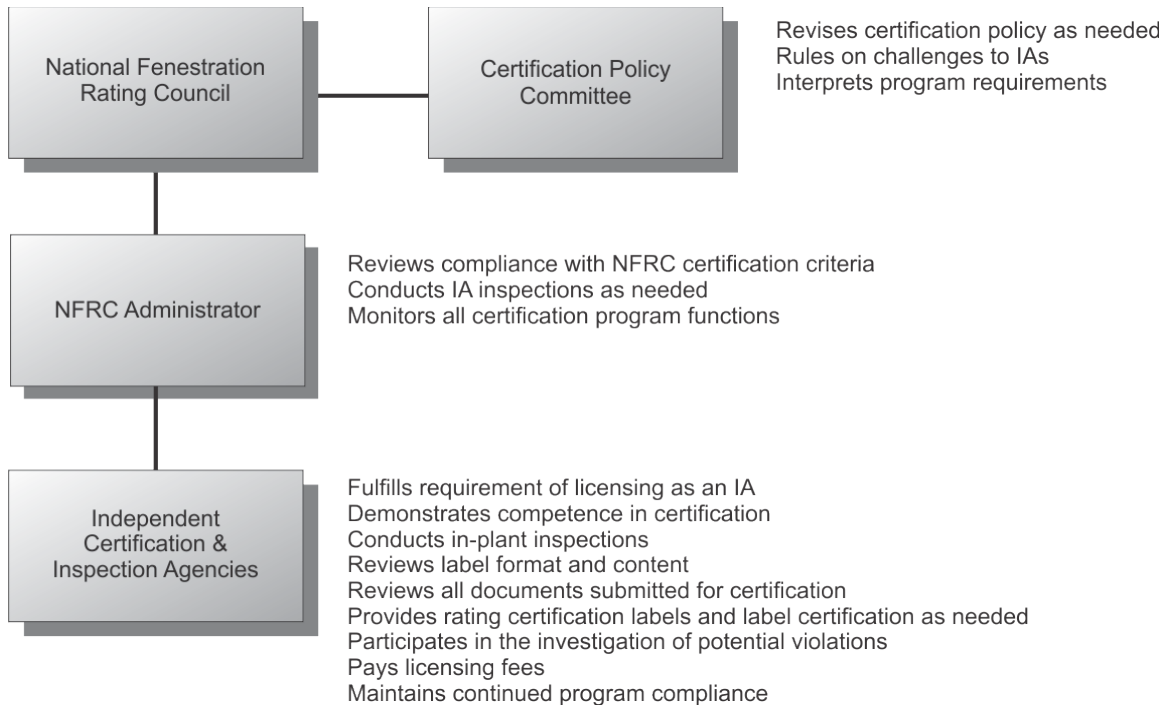 National Fenestration
Rating Council
Certification Policy
Committee
Revises certification policy as needed
Rules on challenges to IAs
Interprets program requirements
NFRC Administrator
Reviews compliance with NFRC certification criteria
Conducts IA inspections as needed
Monitors all certification program functions
Independent
Certification &
Inspection Agencies
Fulfills requirement of licensing as an IA
Demonstrates competence in certification
Conducts in-plant inspections
Reviews label format and content
Reviews all documents submitted for certification
Provides rating certification labels and label certification as needed
Participates in the investigation of potential violations
Pays licensing fees
Maintains continued program compliance